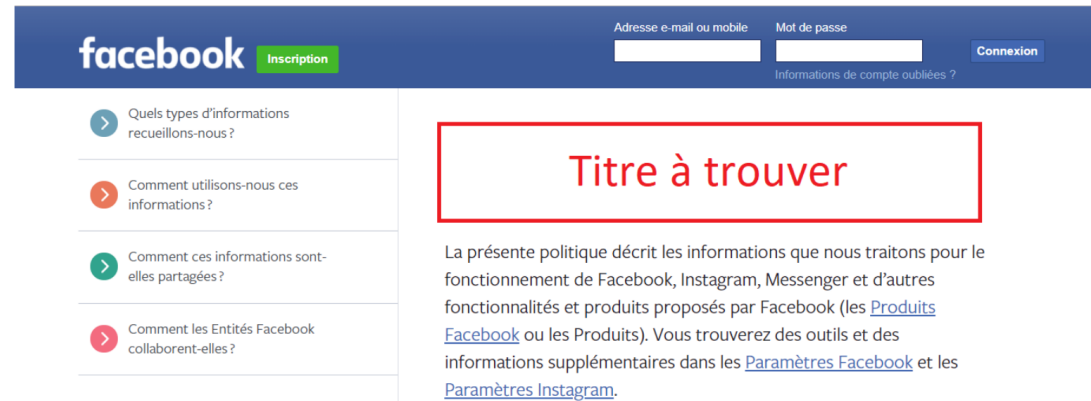 Adresse e-mail ou mobile
Mot de passe
facebook
Inscription
Connexion
Informations de compte oubliées ?
Quels types d'informations
recueillons-nous ?
Comment utilisons-nous ces
informations ?
Comment ces informations sont-
elles partagées ?
Comment les Entités Facebook
collaborent-elles ?
Titre à trouver
La présente politique décrit les informations que nous traitons pour le
fonctionnement de Facebook, Instagram, Messenger et d'autres
fonctionnalités et produits proposés par Facebook (les Produits
Facebook ou les Produits). Vous trouverez des outils et des
informations supplémentaires dans les Paramètres Facebook et les
Paramètres Instagram.